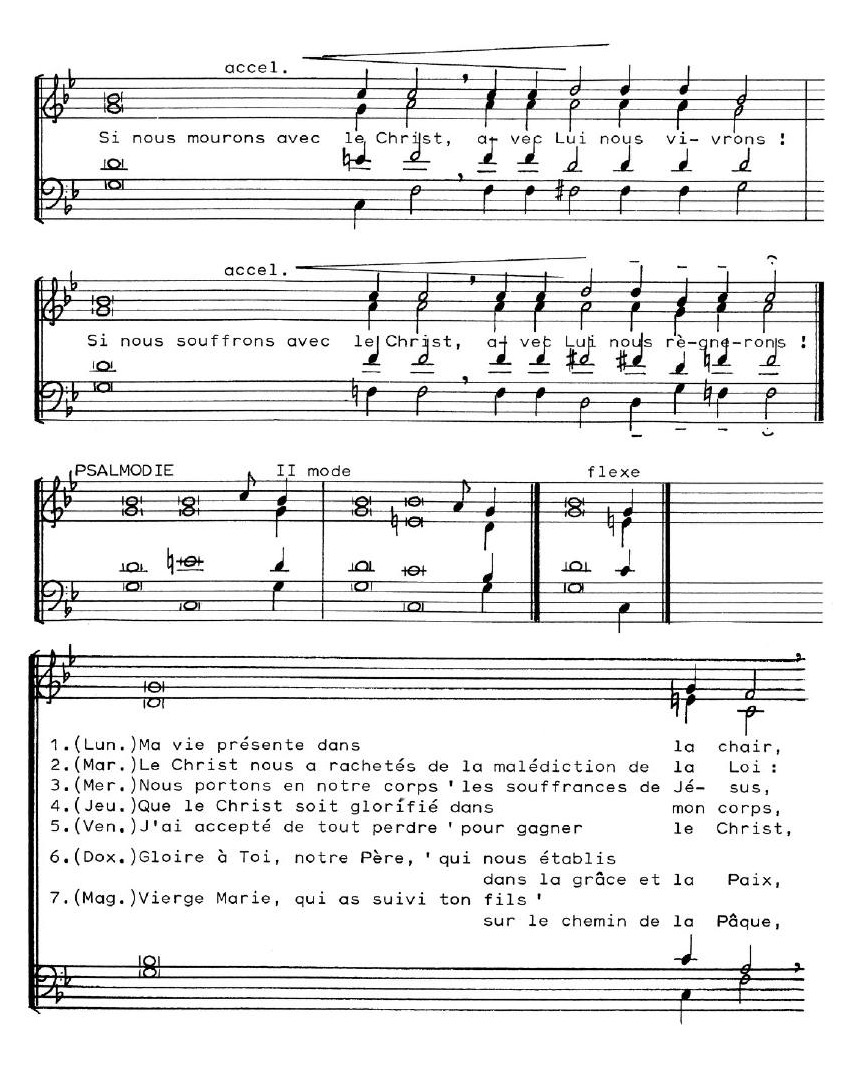 accel.
Si nous mourons avec le Christ, a- vec Lui nous vi- vrons !
accel.
Si nous souffrons avec le Christ, a- vec Lui nous rè-gne-rons !
PSALMODIE II mode flexe
1.(Lun.)Ma vie présente dans la chair,
2.(Mar.)Le Christ nous a rachetés de la malédiction de la Loi :
3.(Mer.)Nous portons en notre corps ' les souffrances de Jé- sus,
4.(Jeu.)Que le Christ soit glorifié dans mon corps,
5.(Ven.)J'ai accepté de tout perdre ' pour gagner le Christ,
6.(Dox.)Gloire à Toi, notre Père, ' qui nous établis
dans la grâce et la Paix,
7.(Mag.)Vierge Marie, qui as suivi ton fils '
sur le chemin de la Pâque,